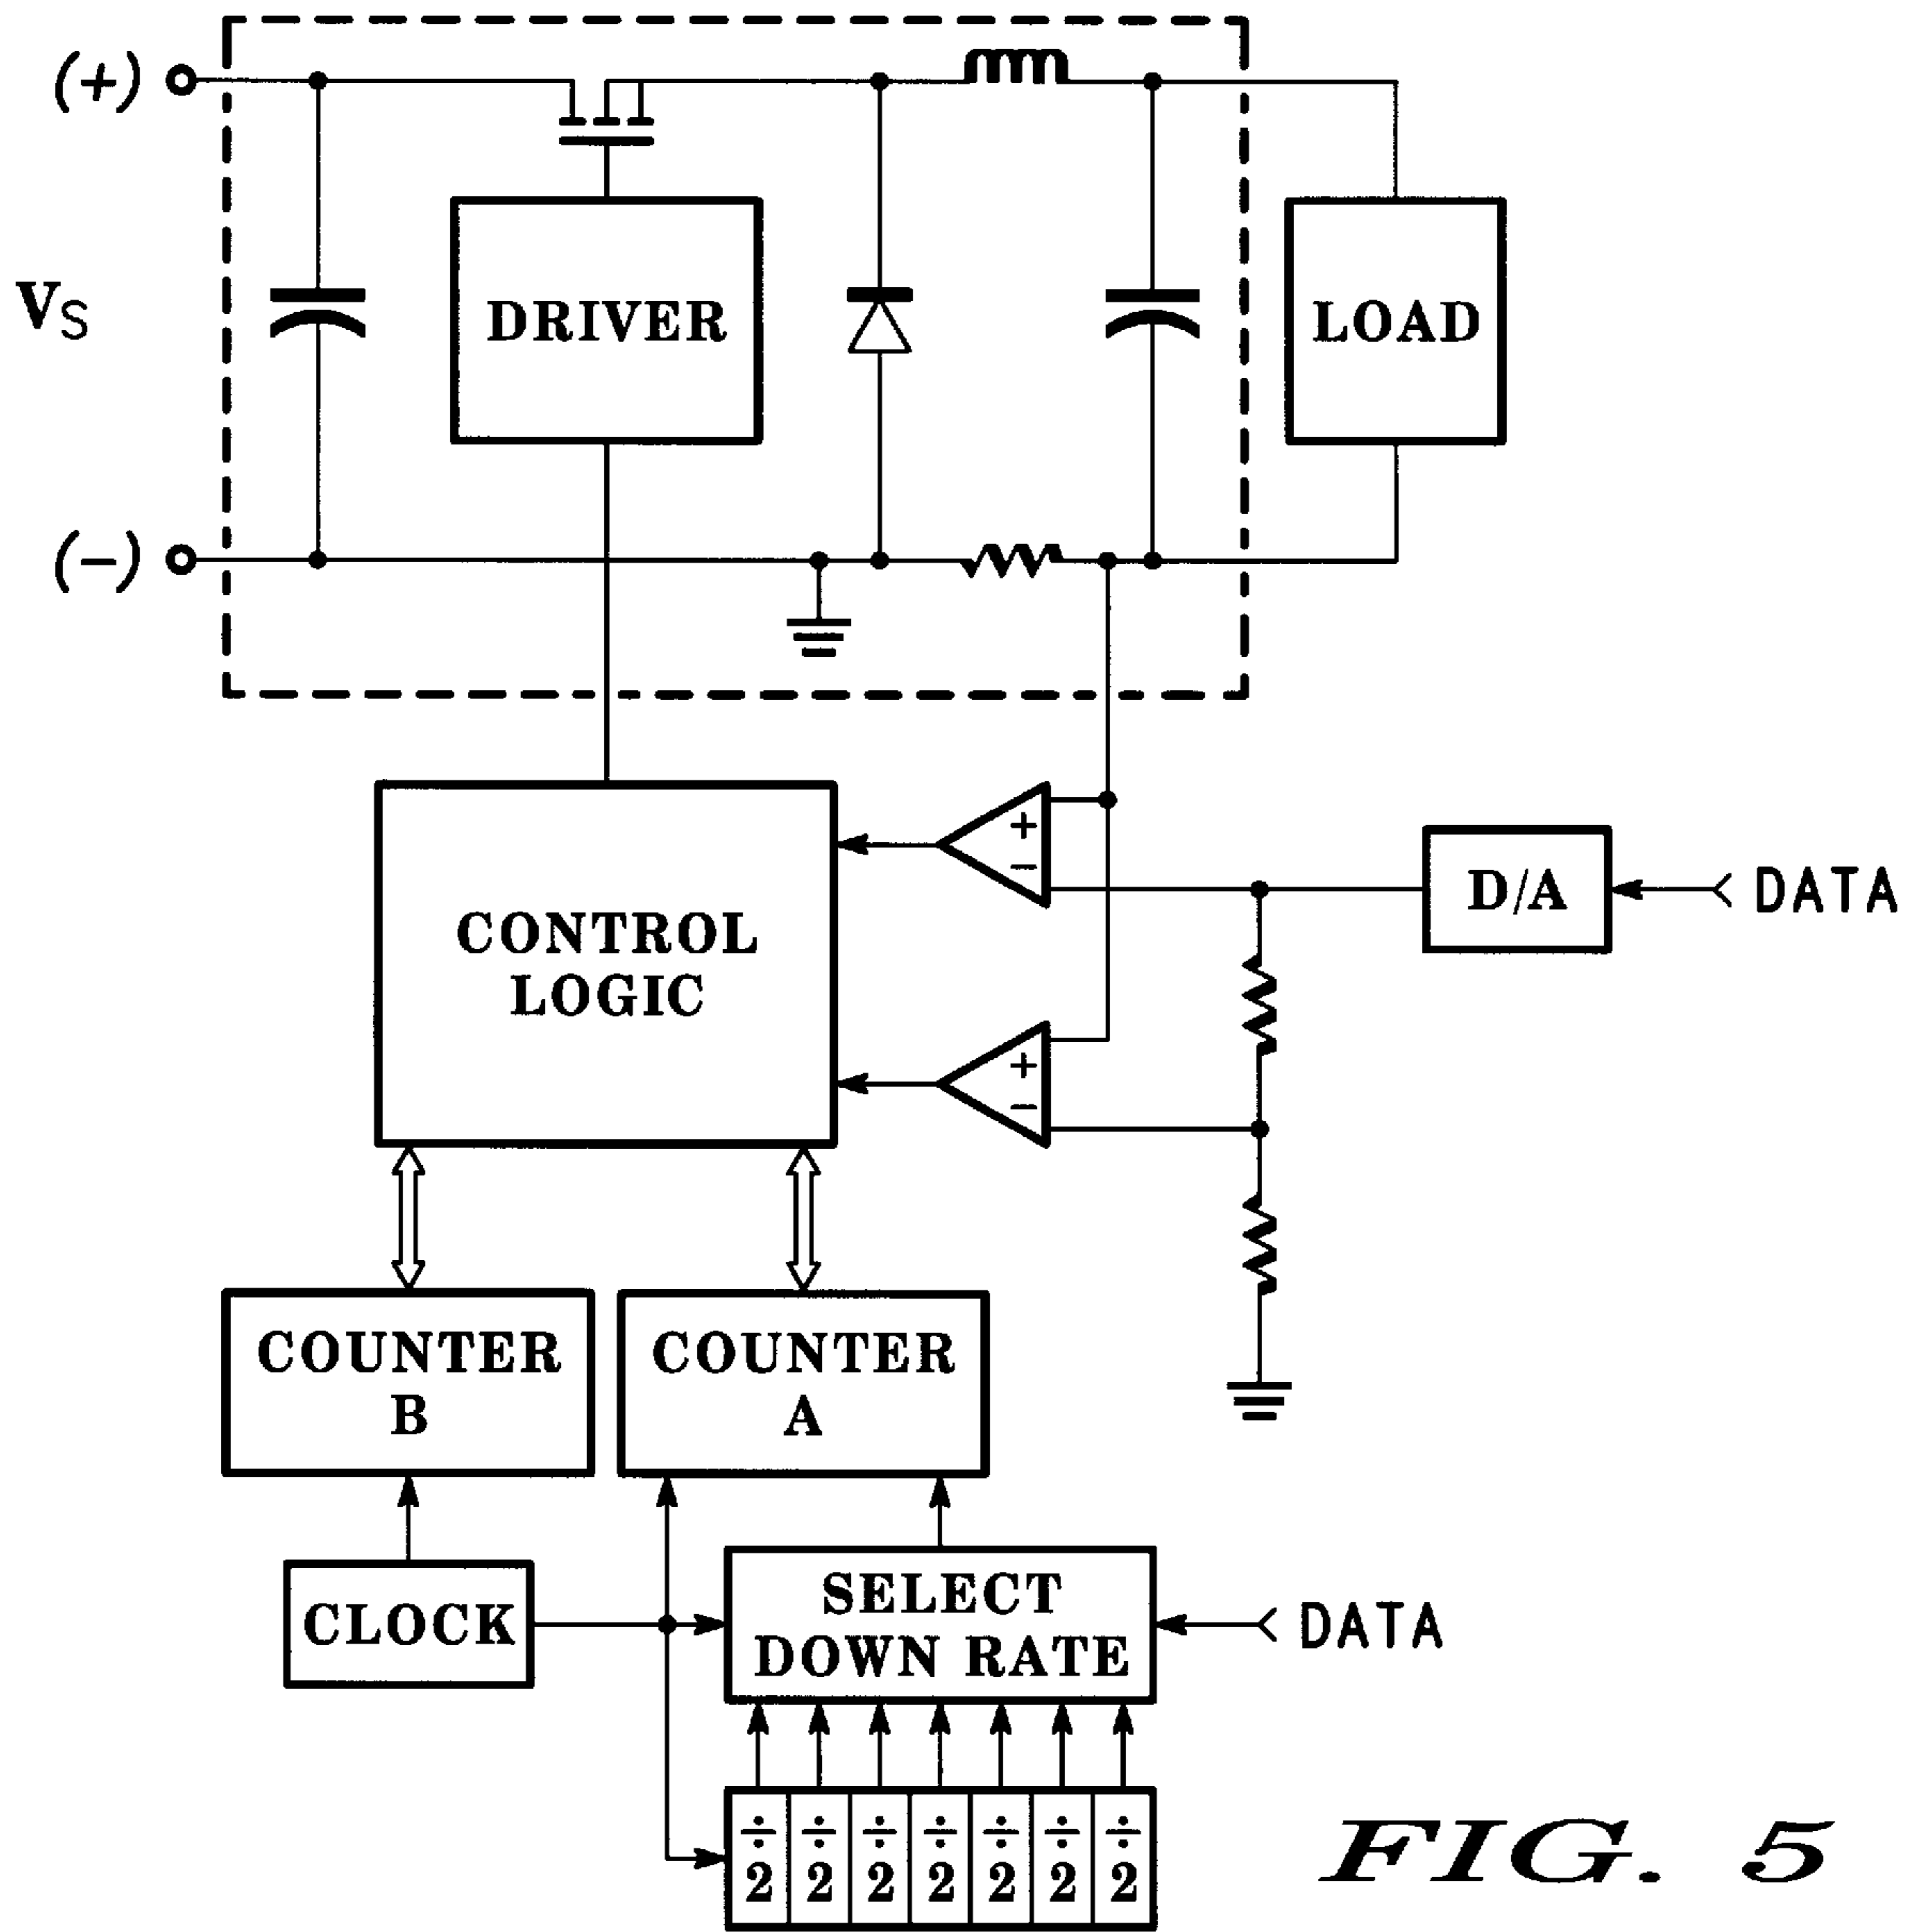 (+)
V_S
DRIVER
LOAD
(−)
+
−
CONTROL
LOGIC
D/A
DATA
+
−
COUNTER
B
COUNTER
A
CLOCK
SELECT
DOWN RATE
DATA
÷ ÷ ÷ ÷ ÷ ÷ ÷
2 2 2 2 2 2 2
FIG. 5